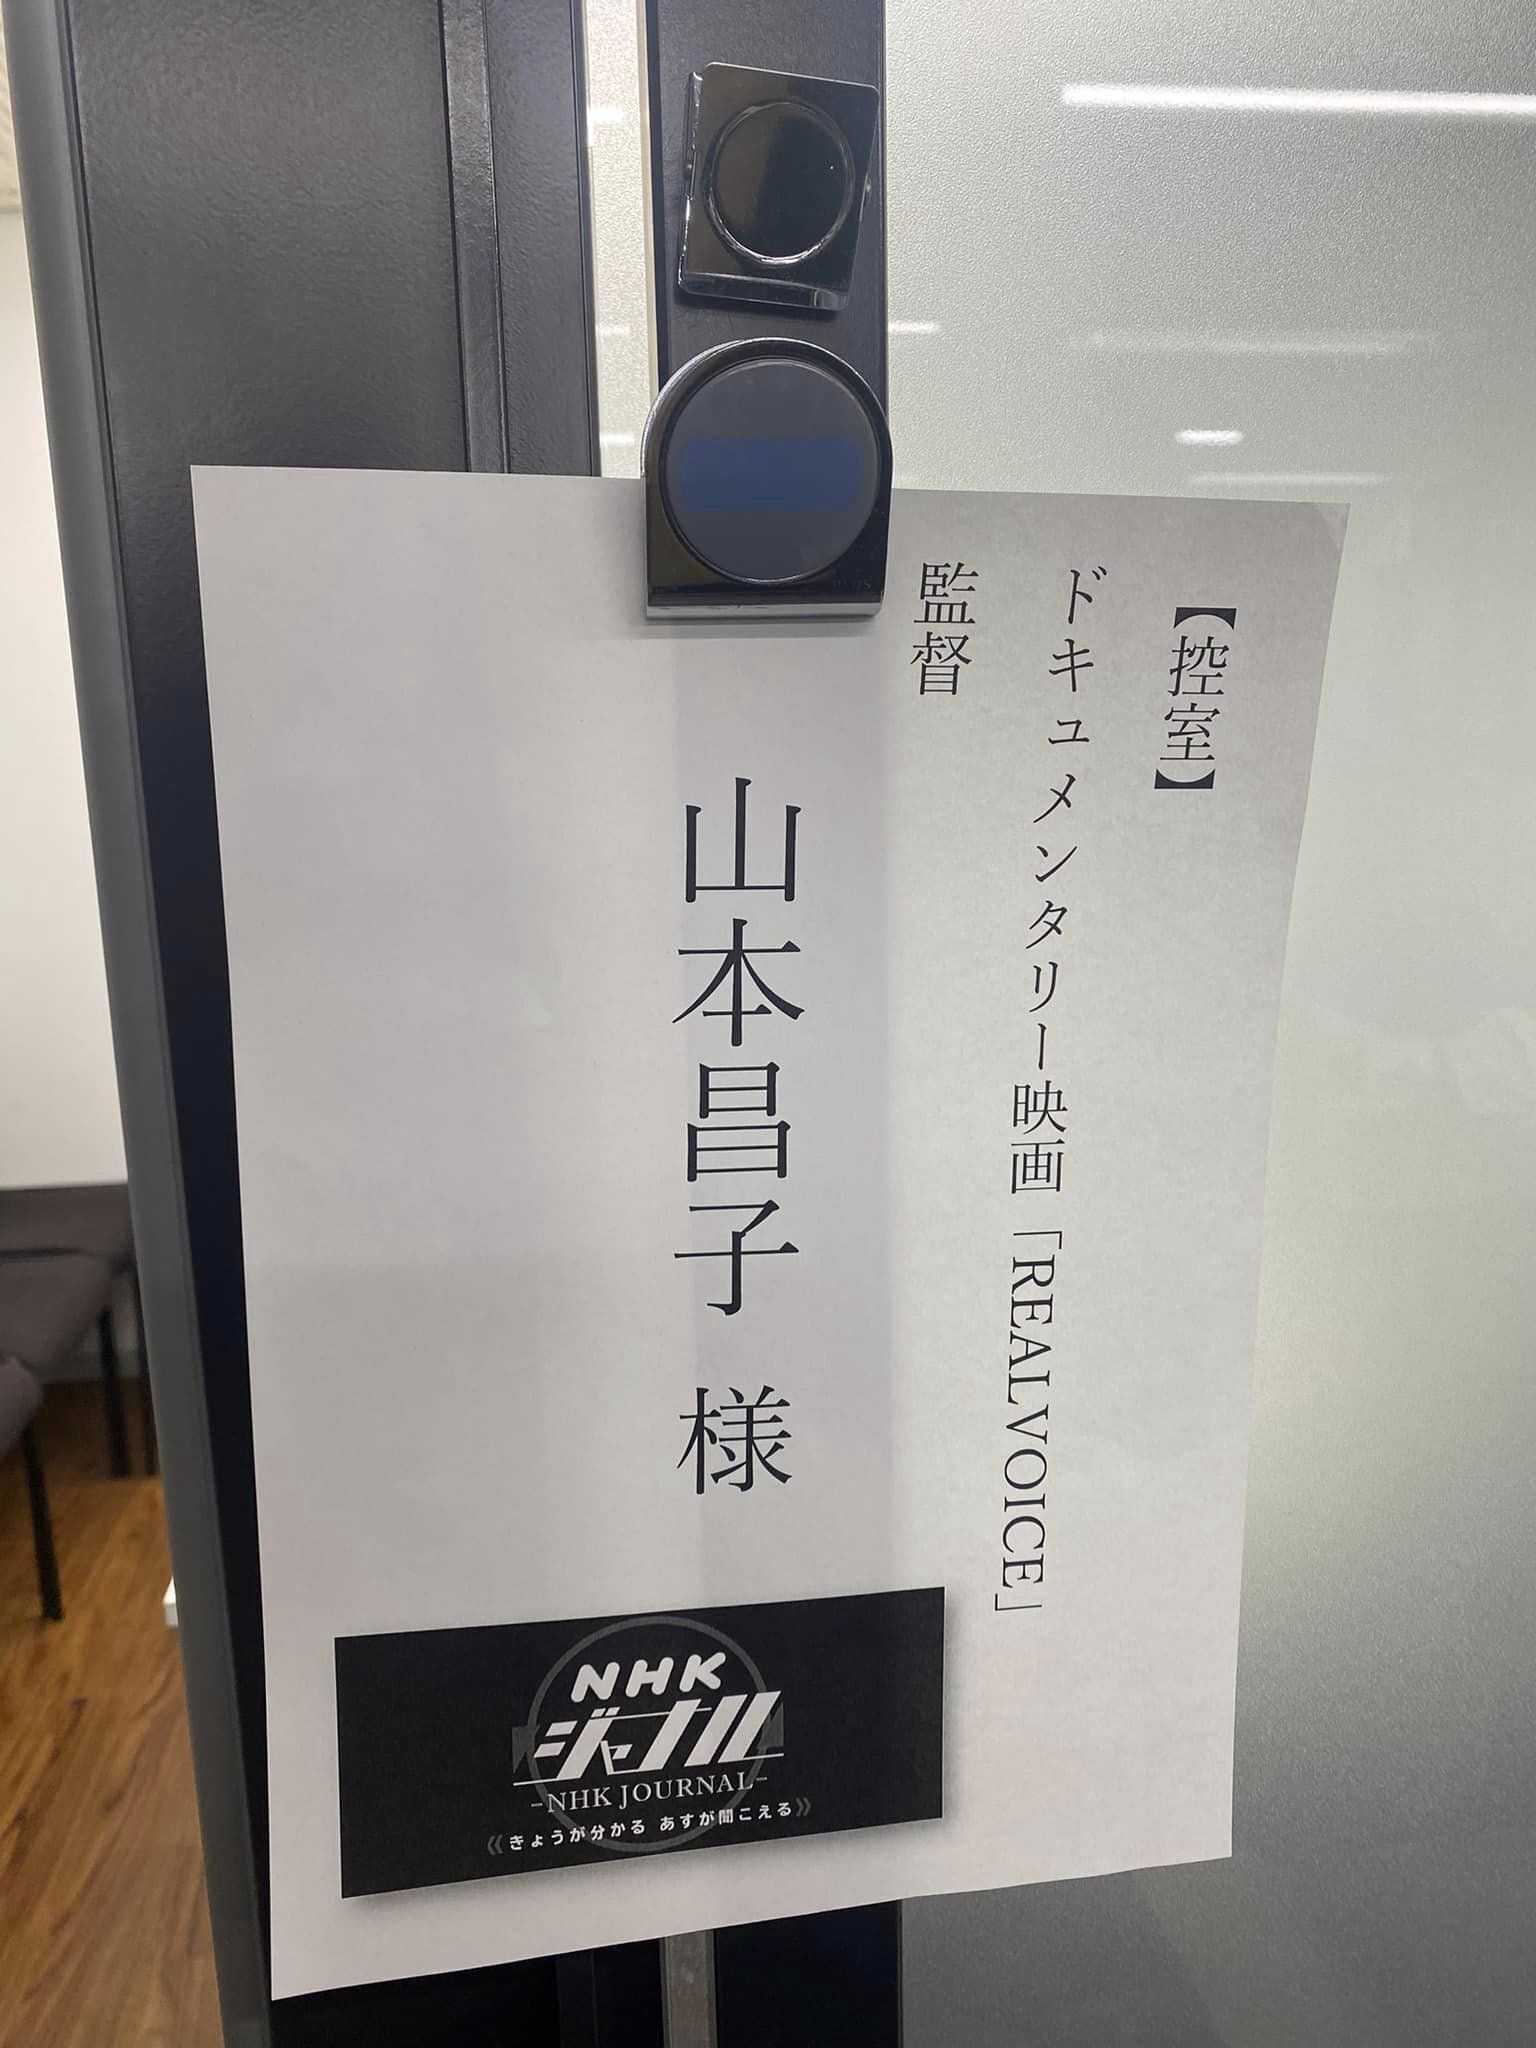 【控室】
ドキュメンタリー映画「REAL VOICE」
監督
山本昌子 様
NHK
ジャーナル
-NHK JOURNAL-
《きょうが分かる あすが聞こえる》